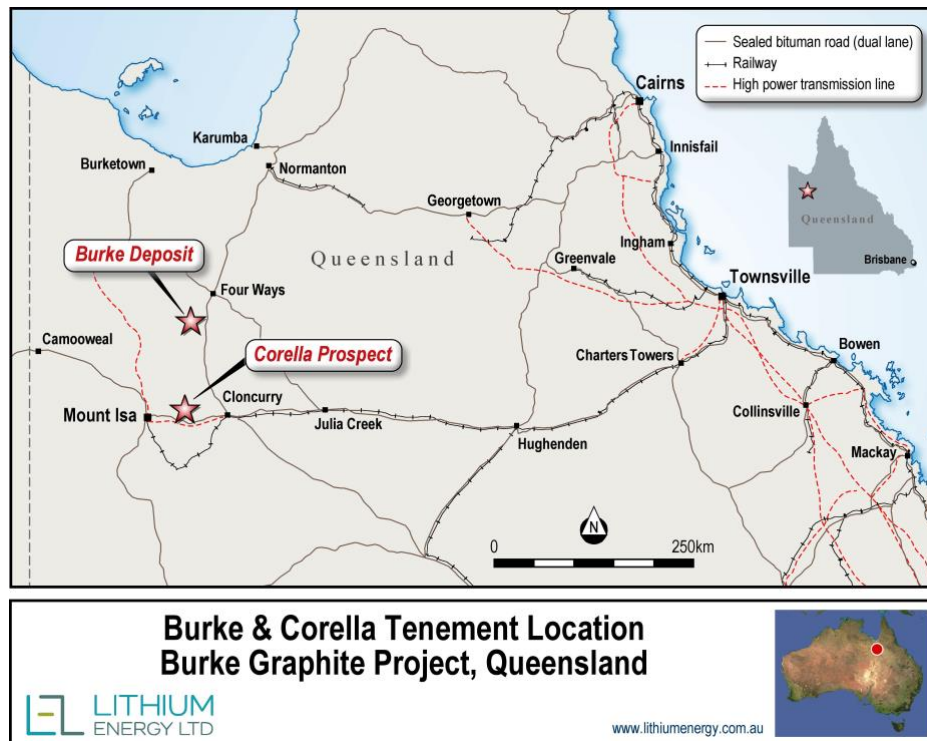 Sealed bituman road (dual lane)
Railway
High power transmission line
Cairns
Karumba
Innisfail
Burketown
Normanton
Georgetown
Queensland
Ingham
Burke Deposit
Queensland
Greenvale
Brisbane
Townsville
Four Ways
Camooweal
Corella Prospect
Charters Towers
Bowen
Mount Isa
Cloncurry
Julia Creek
Collinsville
Hughenden
Mackay
N
0 250km
Burke & Corella Tenement Location
Burke Graphite Project, Queensland
LEL LITHIUM
ENERGY LTD
www.lithiumenergy.com.au